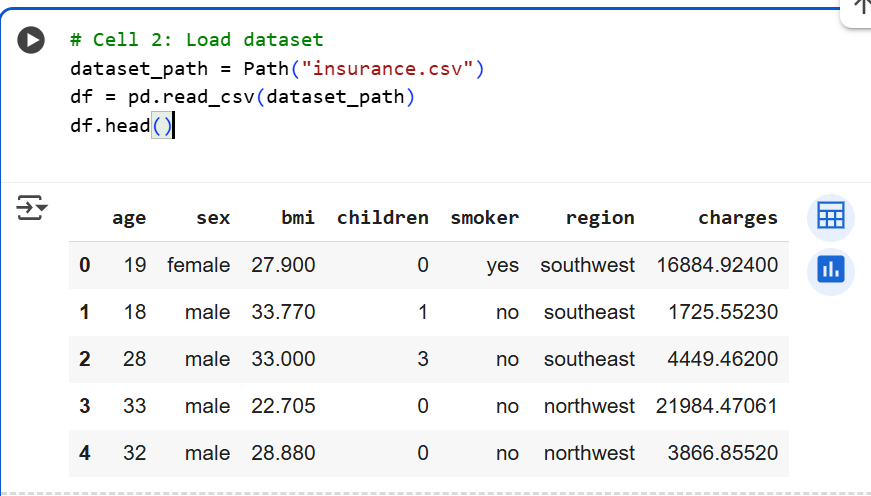 # Cell 2: Load dataset
dataset_path = Path("insurance.csv")
df = pd.read_csv(dataset_path)
df.head()
age sex bmi children smoker region charges
0 19 female 27.900 0 yes southwest 16884.92400
1 18 male 33.770 1 no southeast 1725.55230
2 28 male 33.000 3 no southeast 4449.46200
3 33 male 22.705 0 no northwest 21984.47061
4 32 male 28.880 0 no northwest 3866.85520